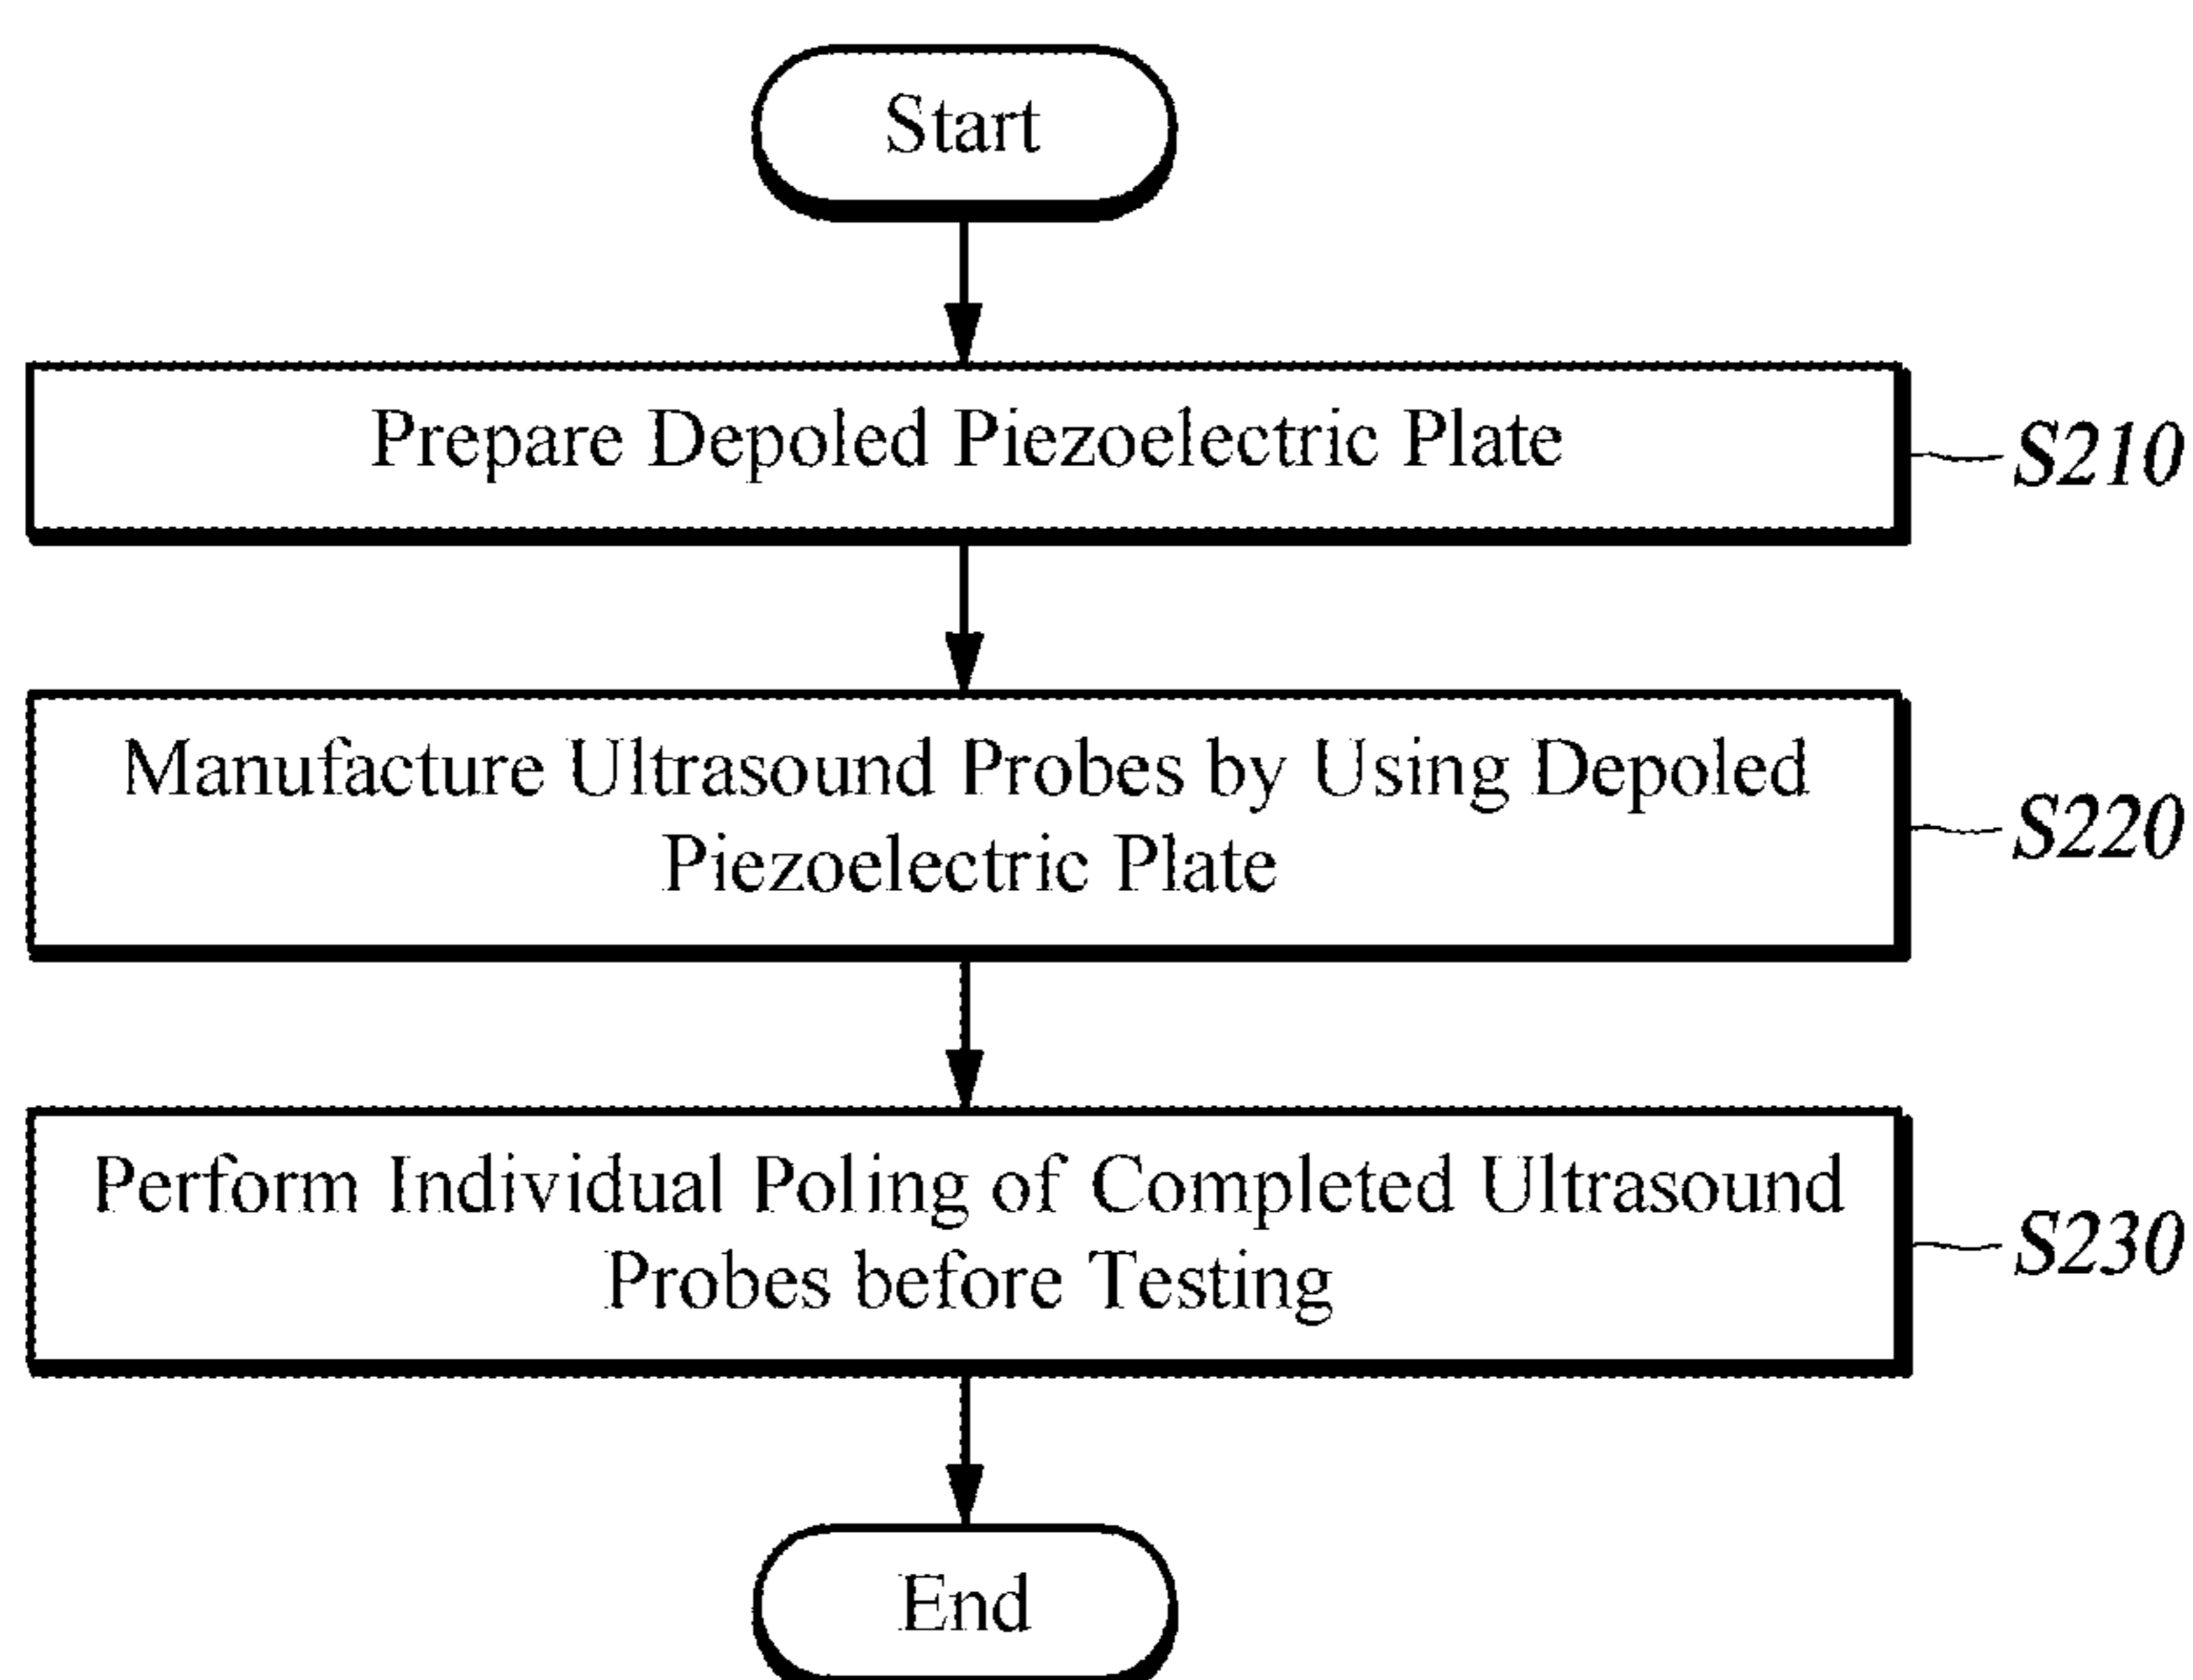 Start
Prepare Depoled Piezoelectric Plate
S210
Manufacture Ultrasound Probes by Using Depoled
Piezoelectric Plate
S220
Perform Individual Poling of Completed Ultrasound
Probes before Testing
S230
End